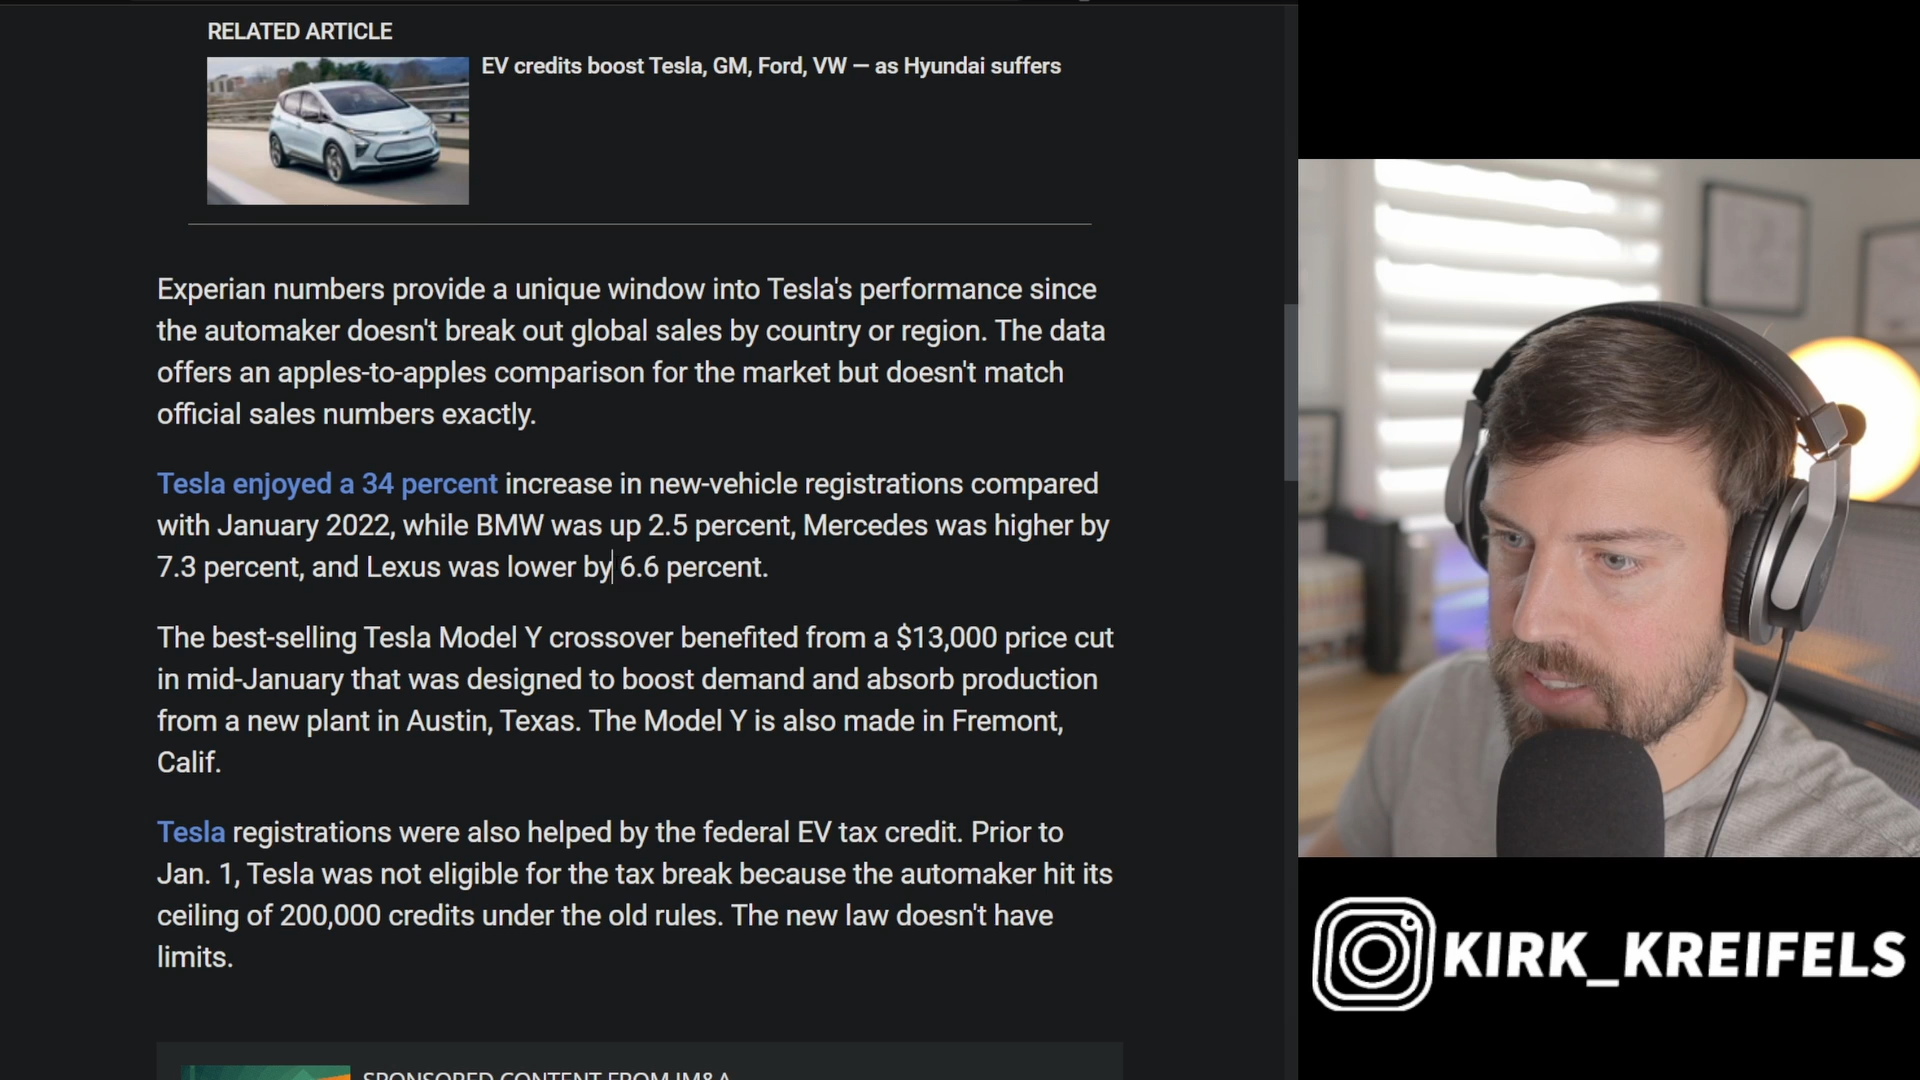 RELATED ARTICLE
EV credits boost Tesla, GM, Ford, VW — as Hyundai suffers
Experian numbers provide a unique window into Tesla's performance since
the automaker doesn't break out global sales by country or region. The data
offers an apples-to-apples comparison for the market but doesn't match
official sales numbers exactly.
Tesla enjoyed a 34 percent increase in new-vehicle registrations compared
with January 2022, while BMW was up 2.5 percent, Mercedes was higher by
7.3 percent, and Lexus was lower by 6.6 percent.
The best-selling Tesla Model Y crossover benefited from a $13,000 price cut
in mid-January that was designed to boost demand and absorb production
from a new plant in Austin, Texas. The Model Y is also made in Fremont,
Calif.
Tesla registrations were also helped by the federal EV tax credit. Prior to
Jan. 1, Tesla was not eligible for the tax break because the automaker hit its
ceiling of 200,000 credits under the old rules. The new law doesn't have
limits.
SPONSORED CONTENT FROM JM&A
KIRK_KREIFELS